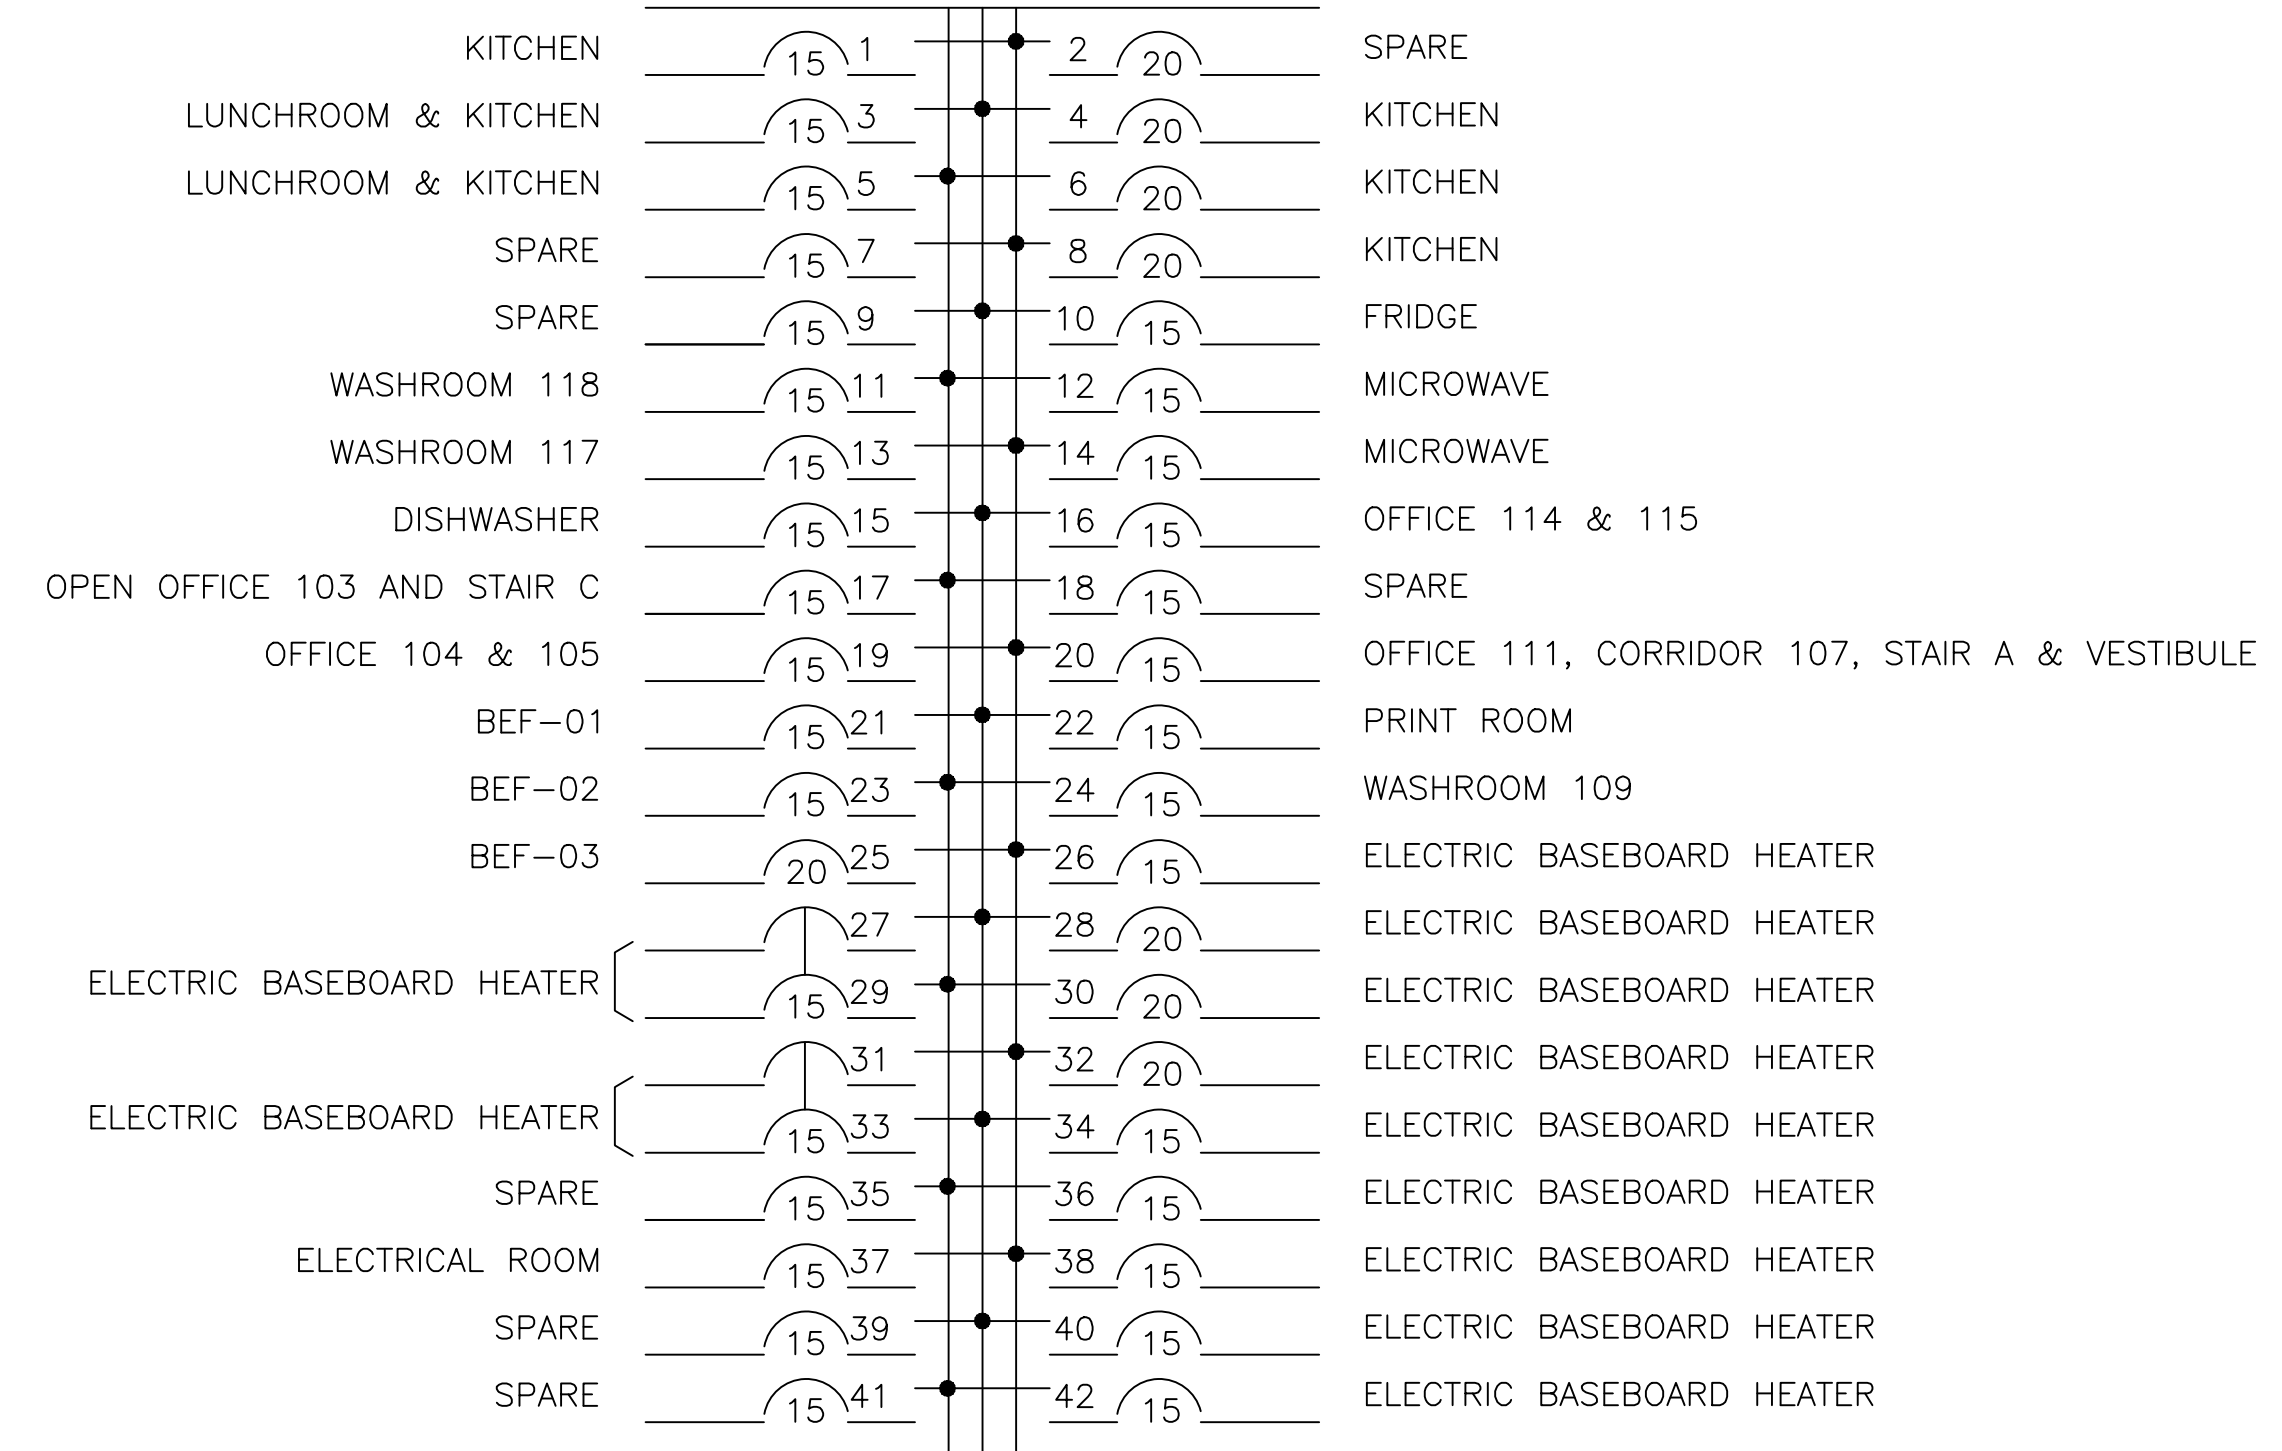 KITCHEN 15 1 2 20 SPARE
LUNCHROOM & KITCHEN 15 3 4 20 KITCHEN
LUNCHROOM & KITCHEN 15 5 6 20 KITCHEN
SPARE 15 7 8 20 KITCHEN
SPARE 15 9 10 15 FRIDGE
WASHROOM 118 15 11 12 15 MICROWAVE
WASHROOM 117 15 13 14 15 MICROWAVE
DISHWASHER 15 15 16 15 OFFICE 114 & 115
OPEN OFFICE 103 AND STAIR C 15 17 18 15 SPARE
OFFICE 104 & 105 15 19 20 15 OFFICE 111, CORRIDOR 107, STAIR A & VESTIBULE
BEF-01 15 21 22 15 PRINT ROOM
BEF-02 15 23 24 15 WASHROOM 109
BEF-03 20 25 26 15 ELECTRIC BASEBOARD HEATER
27 28 20 ELECTRIC BASEBOARD HEATER
ELECTRIC BASEBOARD HEATER 15 29 30 20 ELECTRIC BASEBOARD HEATER
31 32 20 ELECTRIC BASEBOARD HEATER
ELECTRIC BASEBOARD HEATER 15 33 34 15 ELECTRIC BASEBOARD HEATER
SPARE 15 35 36 15 ELECTRIC BASEBOARD HEATER
ELECTRICAL ROOM 15 37 38 15 ELECTRIC BASEBOARD HEATER
SPARE 15 39 40 15 ELECTRIC BASEBOARD HEATER
SPARE 15 41 42 15 ELECTRIC BASEBOARD HEATER